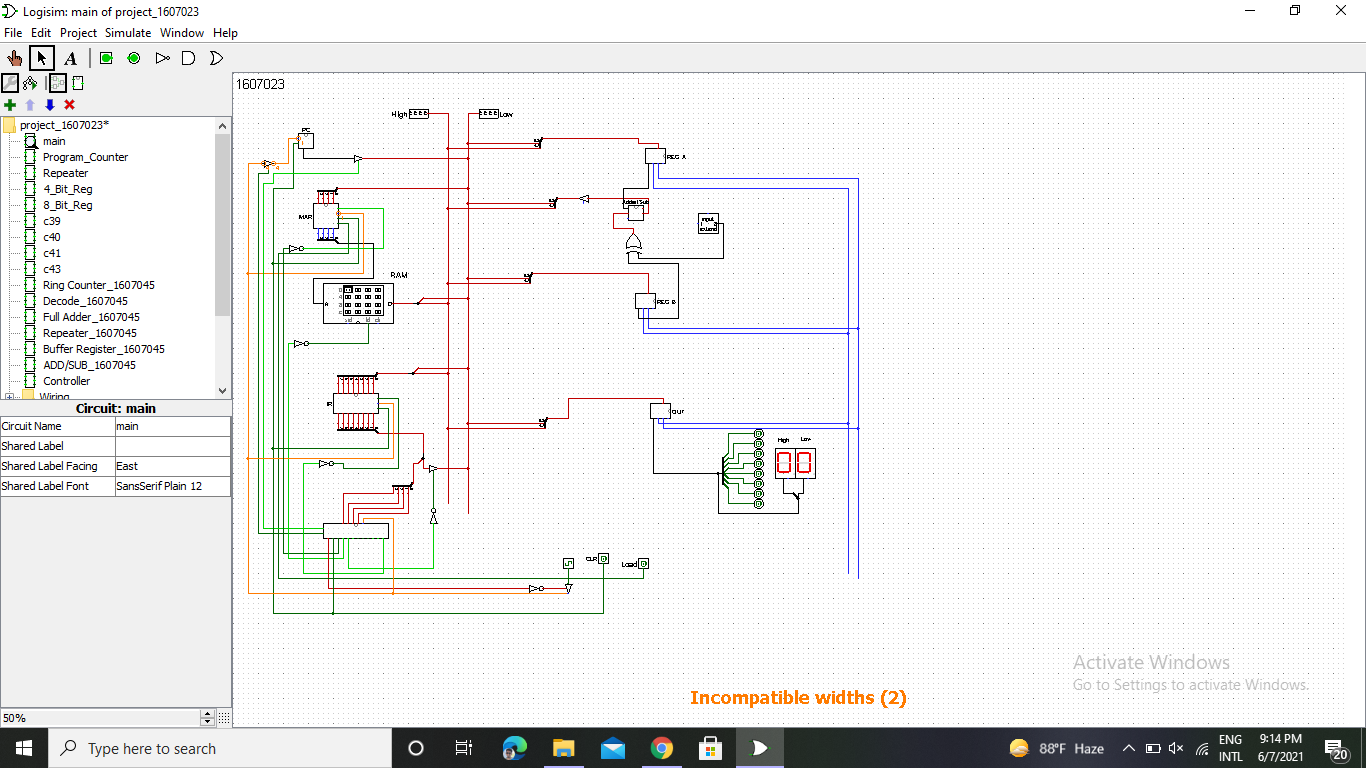 Logisim: main of project_1607023
File Edit Project Simulate Window Help
A
project_1607023*
main
Program_Counter
Repeater
4_Bit_Reg
8_Bit_Reg
c39
c40
c41
c43
Ring Counter_1607045
Decode_1607045
Full Adder_1607045
Repeater_1607045
Buffer Register_1607045
ADD/SUB_1607045
Controller
Wiring
Circuit: main
Circuit Name main
Shared Label
Shared Label Facing East
Shared Label Font SansSerif Plain 12
50%
1607023
High
Low
PC
REG A
MAR
Adder/Sub
RAM
A
D
REG B
IR
OUT
High Low
00
CLR
Load
Incompatible widths (2)
Activate Windows
Go to Settings to activate Windows.
Type here to search
88°F Haze
ENG
INTL
9:14 PM
6/7/2021
20